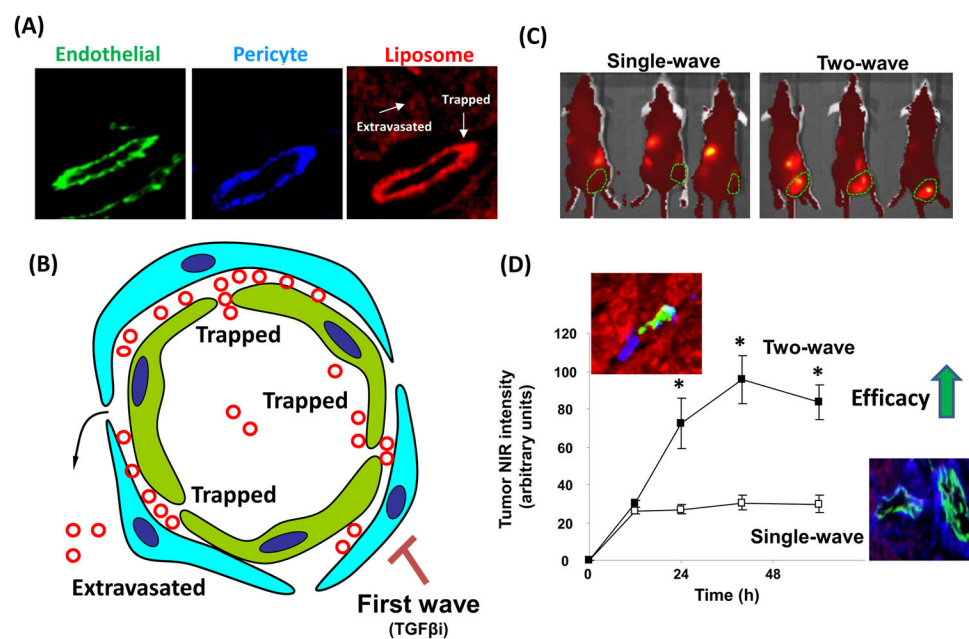 (A)
Endothelial
Pericyte
Liposome
Trapped
Extravasated
(B)
Trapped
Trapped
Trapped
Extravasated
First wave
(TGFβi)
(C)
Single-wave
Two-wave
(D)
Tumor NIR intensity
(arbitrary units)
120
100
80
60
40
20
0
*
*
*
Two-wave
Efficacy
Single-wave
0
24
48
Time (h)